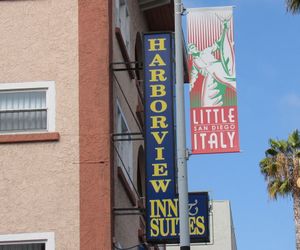 HARBORVIEW
INN &
SUITES
LITTLE
SAN DIEGO
ITALY